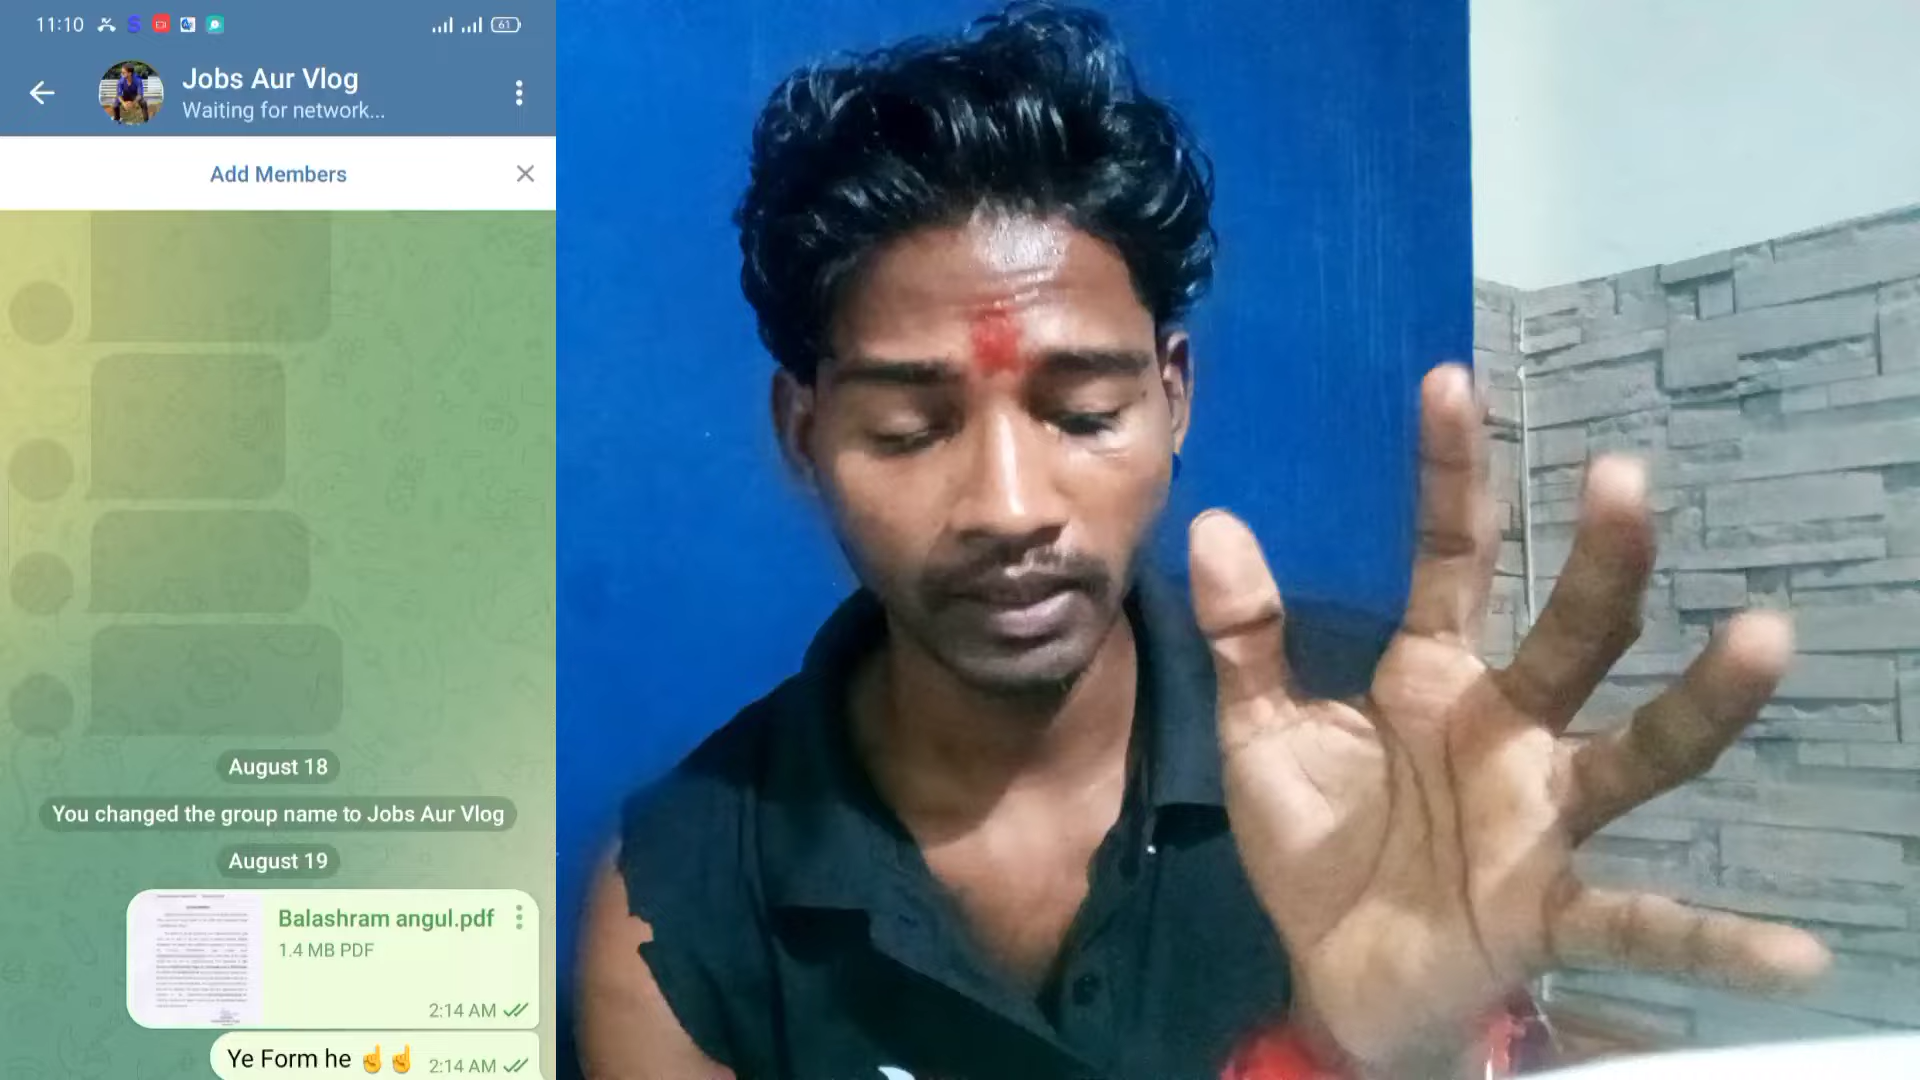 11:10
61
Jobs Aur Vlog
Waiting for network...
Add Members
August 18
You changed the group name to Jobs Aur Vlog
August 19
Balashram angul.pdf
1.4 MB PDF
2:14 AM
Ye Form he ☝☝
2:14 AM